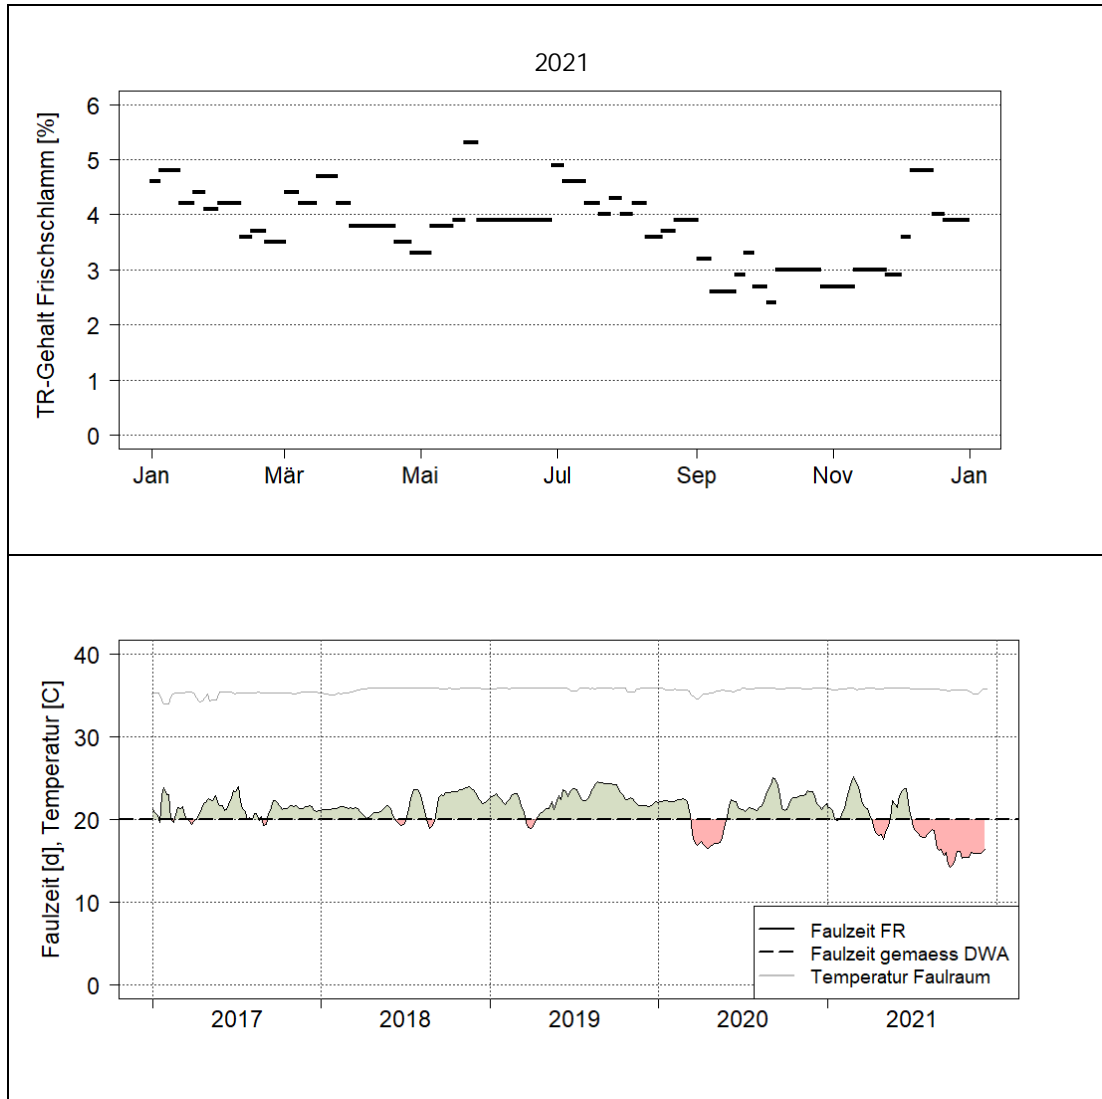 2021
TR-Gehalt Frischschlamm [%]
6
5
4
3
2
1
0
Jan Mär Mai Jul Sep Nov Jan
Faulzeit [d], Temperatur [C]
40
30
20
10
0
Faulzeit FR
Faulzeit gemaess DWA
Temperatur Faulraum
2017 2018 2019 2020 2021